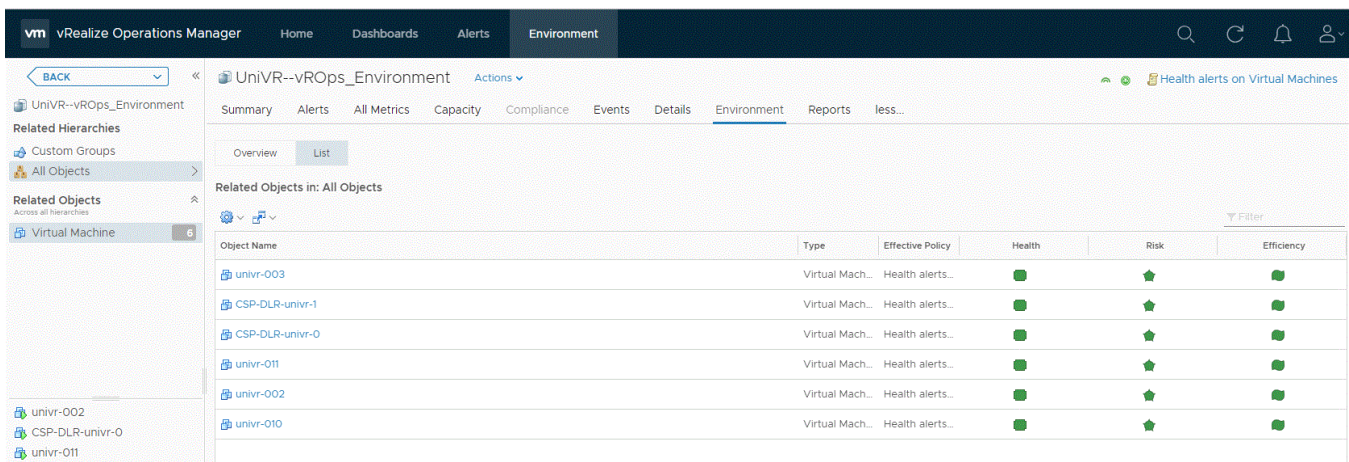 vm vRealize Operations Manager Home Dashboards Alerts Environment
BACK
UniVR--vROps_Environment
Related Hierarchies
Custom Groups
All Objects
Related Objects
Across all hierarchies
Virtual Machine 6
univr-002
CSP-DLR-univr-0
univr-011
UniVR--vROps_Environment Actions
Health alerts on Virtual Machines
Summary Alerts All Metrics Capacity Compliance Events Details Environment Reports less...
Overview List
Related Objects in: All Objects
Filter
Object Name Type Effective Policy Health Risk Efficiency
univr-003 Virtual Mach... Health alerts...
CSP-DLR-univr-1 Virtual Mach... Health alerts...
CSP-DLR-univr-0 Virtual Mach... Health alerts...
univr-011 Virtual Mach... Health alerts...
univr-002 Virtual Mach... Health alerts...
univr-010 Virtual Mach... Health alerts...